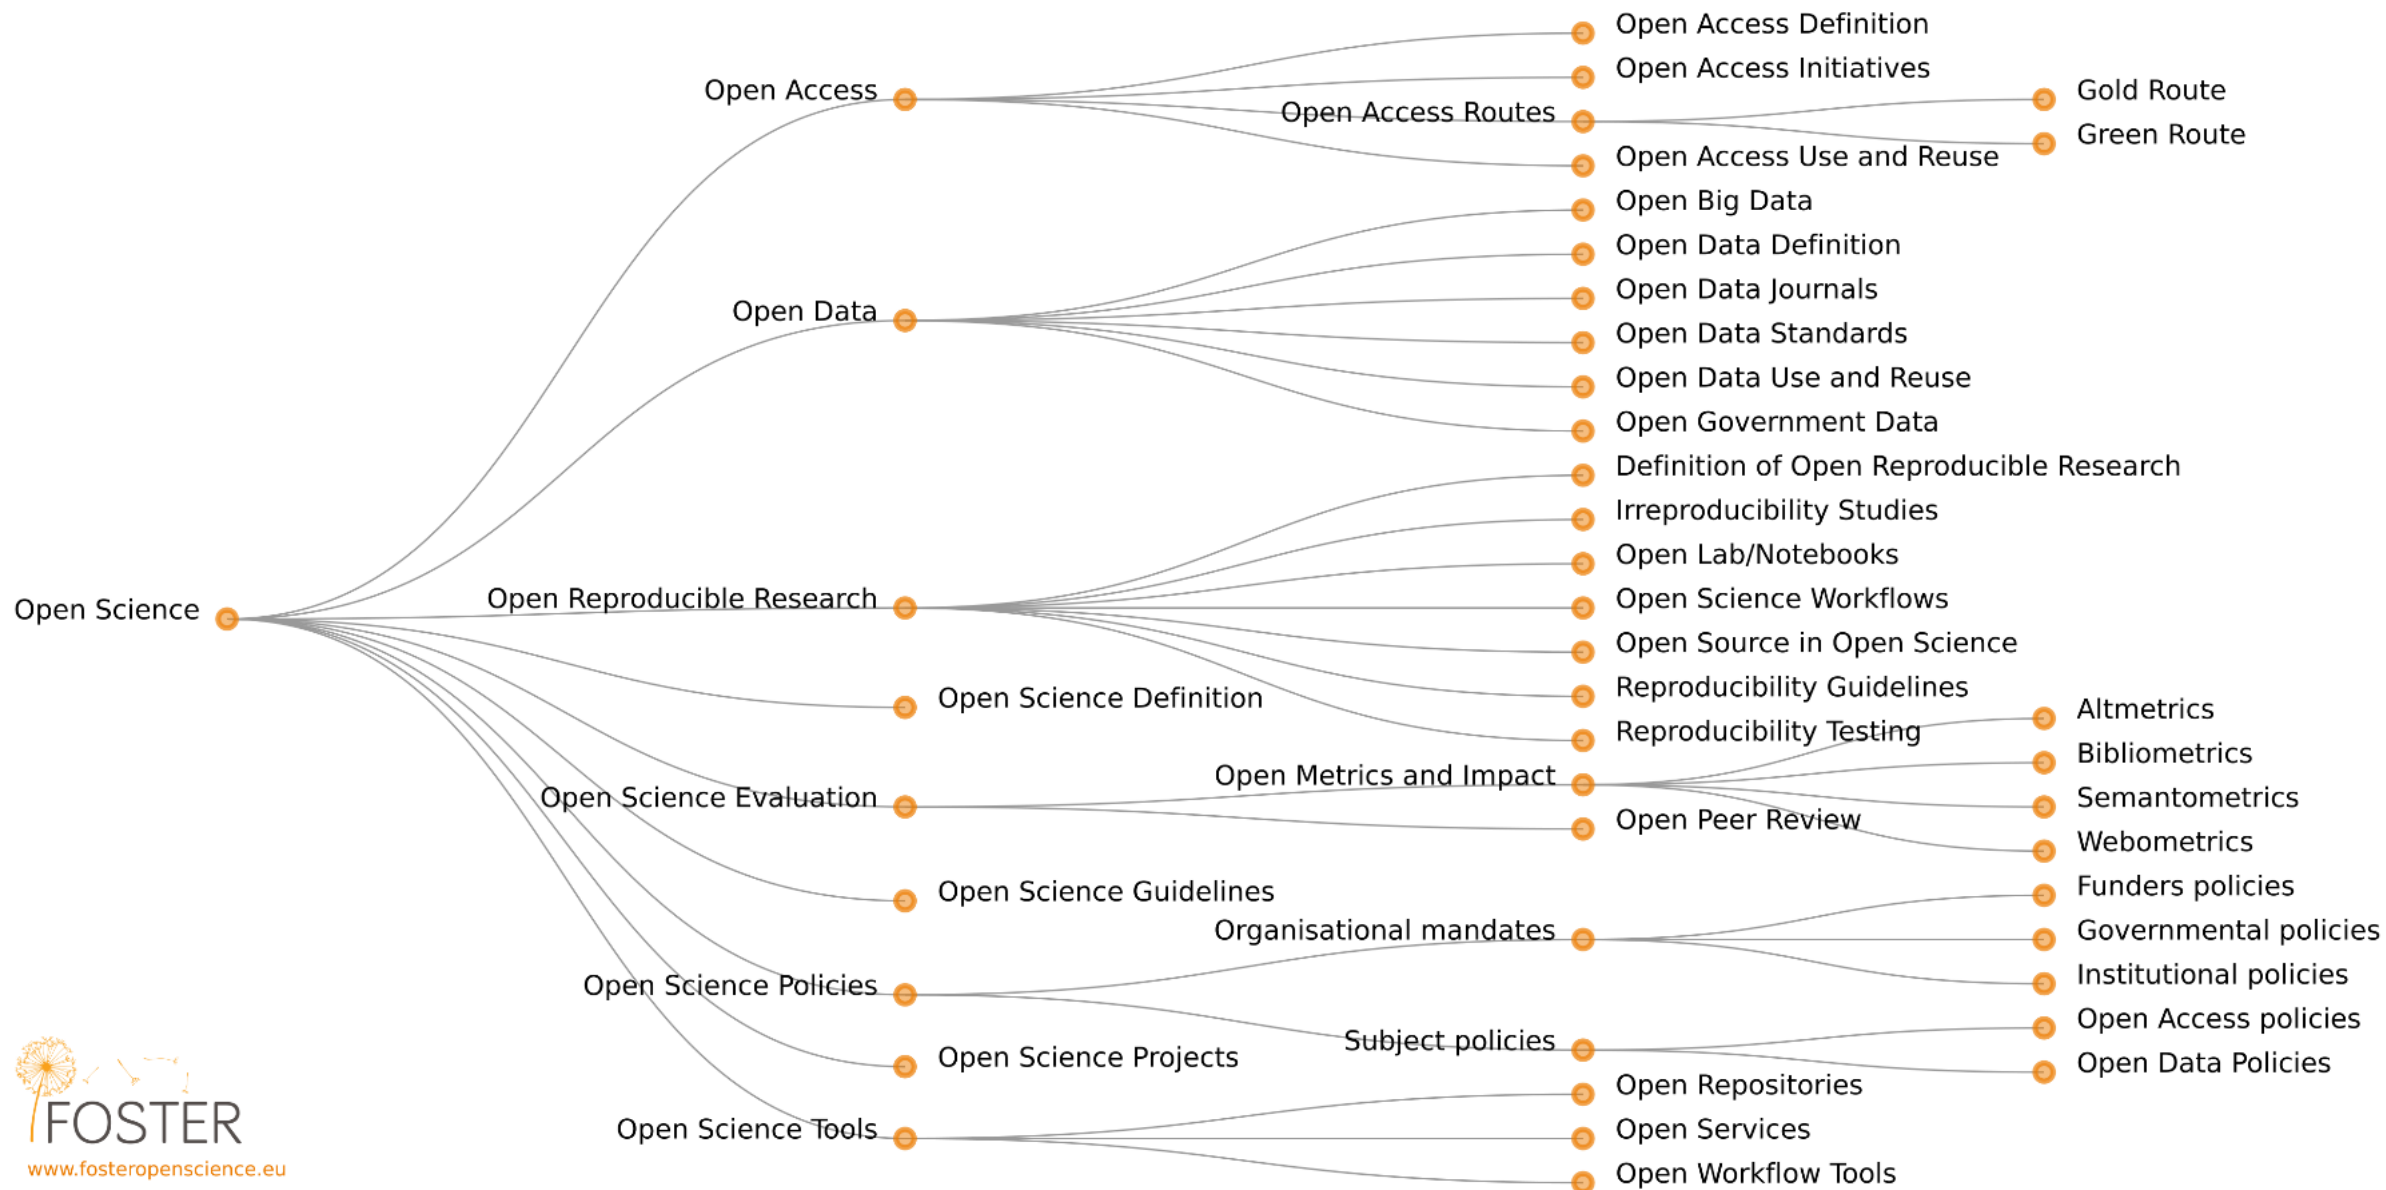 Open Science
Open Access
Open Access Definition
Open Access Initiatives
Open Access Routes
Gold Route
Green Route
Open Access Use and Reuse
Open Data
Open Big Data
Open Data Definition
Open Data Journals
Open Data Standards
Open Data Use and Reuse
Open Government Data
Open Reproducible Research
Definition of Open Reproducible Research
Irreproducibility Studies
Open Lab/Notebooks
Open Science Workflows
Open Source in Open Science
Reproducibility Guidelines
Reproducibility Testing
Open Science Definition
Open Science Evaluation
Open Metrics and Impact
Altmetrics
Bibliometrics
Semantometrics
Webometrics
Open Peer Review
Open Science Guidelines
Open Science Policies
Organisational mandates
Funders policies
Governmental policies
Institutional policies
Subject policies
Open Access policies
Open Data Policies
Open Science Projects
Open Science Tools
Open Repositories
Open Services
Open Workflow Tools
FOSTER
www.fosteropenscience.eu